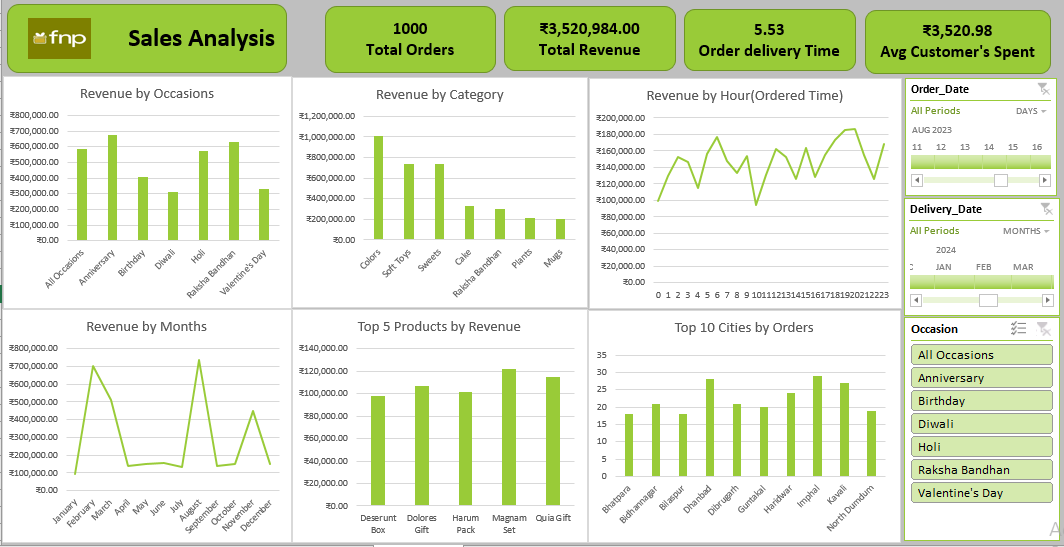 fnp
Sales Analysis
1000
Total Orders
₹3,520,984.00
Total Revenue
5.53
Order delivery Time
₹3,520.98
Avg Customer's Spent
Revenue by Occasions
₹800,000.00
₹700,000.00
₹600,000.00
₹500,000.00
₹400,000.00
₹300,000.00
₹200,000.00
₹100,000.00
₹0.00
All Occasions
Anniversary
Birthday
Diwali
Holi
Raksha Bandhan
Valentine's Day
Revenue by Category
₹1,200,000.00
₹1,000,000.00
₹800,000.00
₹600,000.00
₹400,000.00
₹200,000.00
₹0.00
Colors
Soft Toys
Sweets
Cake
Raksha Bandhan
Plants
Mugs
Revenue by Hour(Ordered Time)
₹200,000.00
₹180,000.00
₹160,000.00
₹140,000.00
₹120,000.00
₹100,000.00
₹80,000.00
₹60,000.00
₹40,000.00
₹20,000.00
₹0.00
0 1 2 3 4 5 6 7 8 9 1011121314151617181920212223
Order_Date
All Periods DAYS
AUG 2023
11 12 13 14 15 16
Delivery_Date
All Periods MONTHS
2024
JAN FEB MAR
Revenue by Months
₹800,000.00
₹700,000.00
₹600,000.00
₹500,000.00
₹400,000.00
₹300,000.00
₹200,000.00
₹100,000.00
₹0.00
January
February
March
April
May
June
July
August
September
October
November
December
Top 5 Products by Revenue
₹140,000.00
₹120,000.00
₹100,000.00
₹80,000.00
₹60,000.00
₹40,000.00
₹20,000.00
₹0.00
Deserunt Box
Dolores Gift
Harum Pack
Magnam Set
Quia Gift
Top 10 Cities by Orders
35
30
25
20
15
10
5
0
Bhatpara
Bidhannagar
Bilaspur
Dhanbad
Dibrugarh
Guntakal
Haridwar
Imphal
Kavali
North Dumdum
Occasion
All Occasions
Anniversary
Birthday
Diwali
Holi
Raksha Bandhan
Valentine's Day